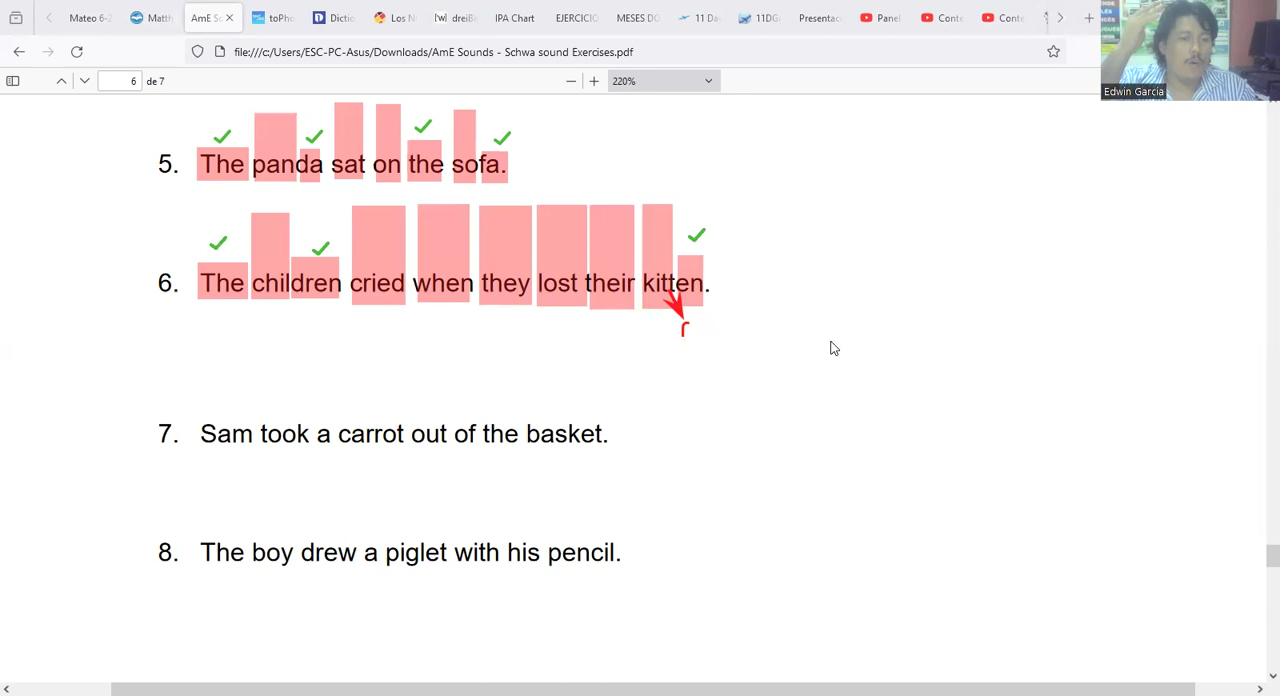 Mateo 6-2
Matth
AmE S
toPho
Dictio
Los N
dreiBe
IPA Chart
EJERCICIO
MESES DO
11 Da
11DG
Presentac
Panel
Conte
Conte
file:///c:/Users/ESC-PC-Asus/Downloads/AmE Sounds - Schwa sound Exercises.pdf
6 de 7
220%
Edwin Garcia
5. The panda sat on the sofa.
6. The children cried when they lost their kitten.
r
7. Sam took a carrot out of the basket.
8. The boy drew a piglet with his pencil.